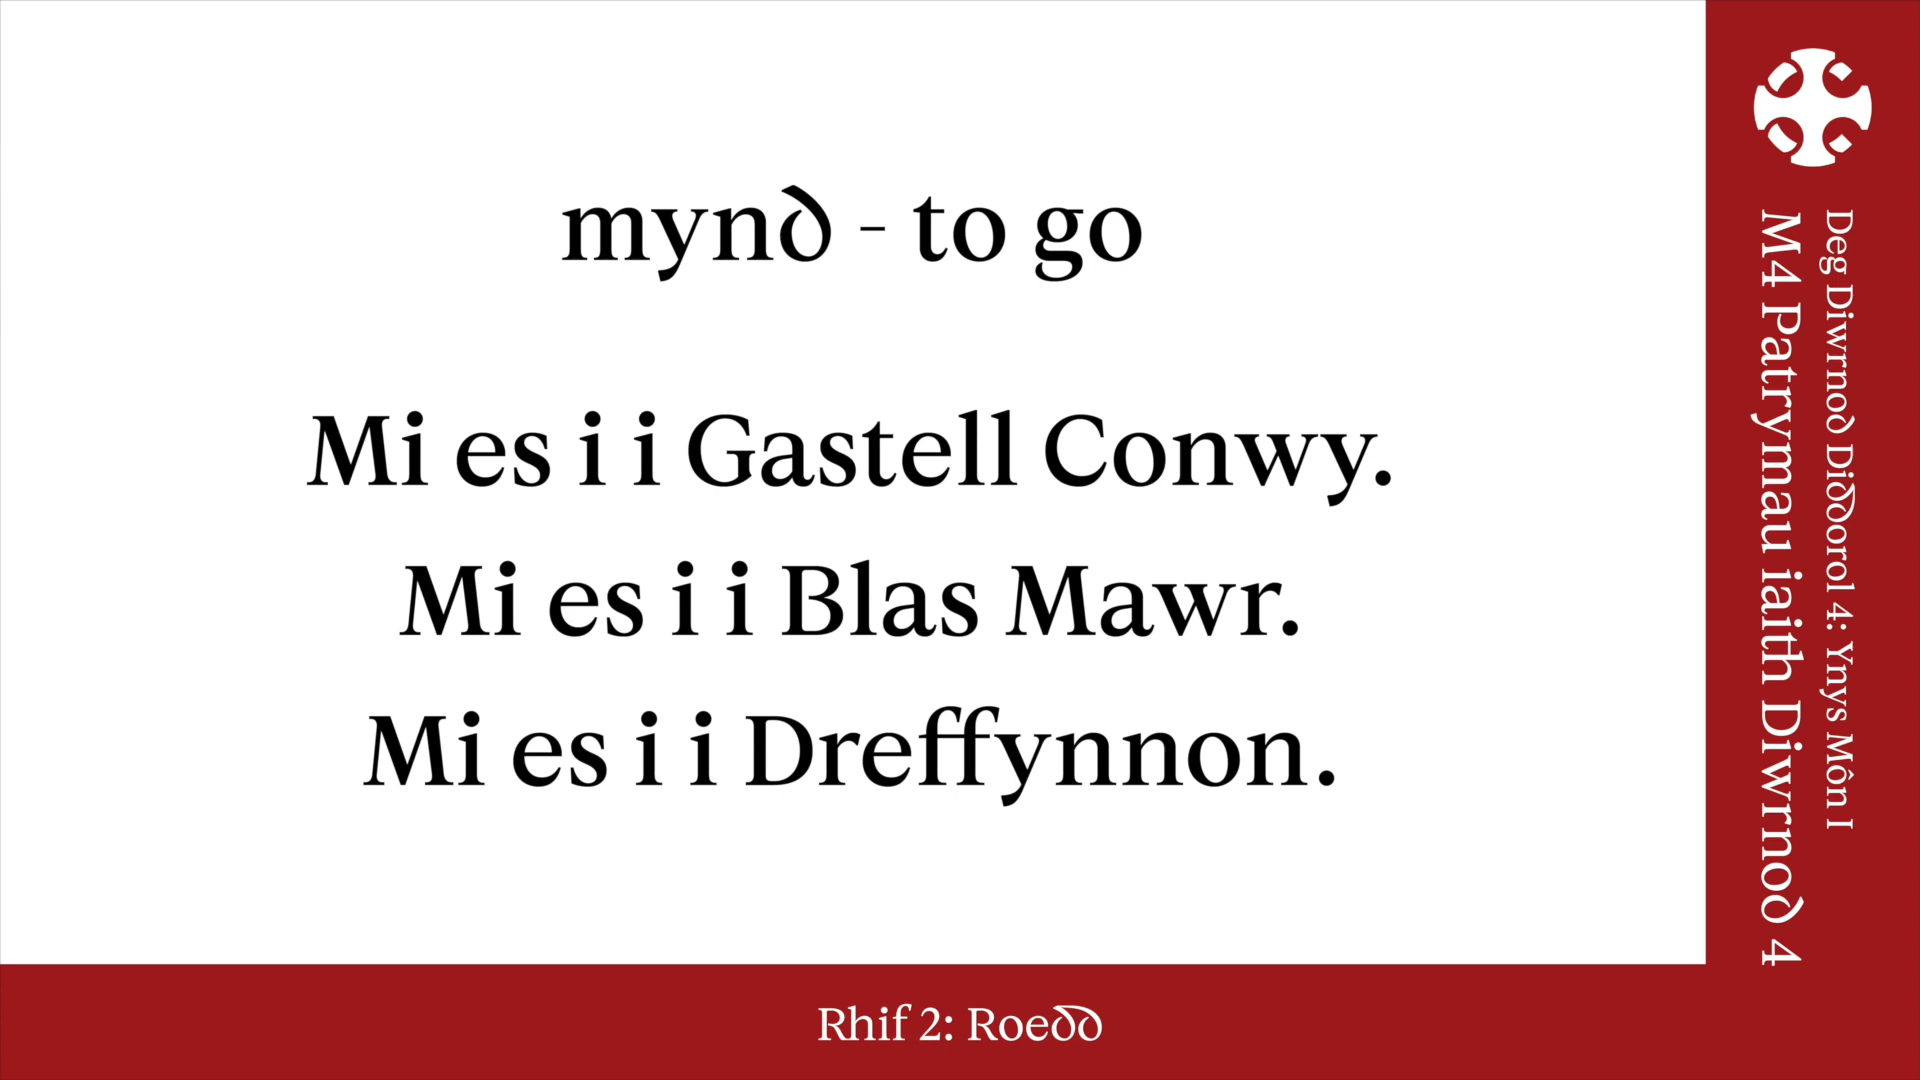 mynd - to go
Mi es i i Gastell Conwy.
Mi es i i Blas Mawr.
Mi es i i Dreffynnon.
Deg Diwrnod Diddorol 4: Ynys Môn I
M4 Patrymau iaith Diwrnod 4
Rhif 2: Roedd